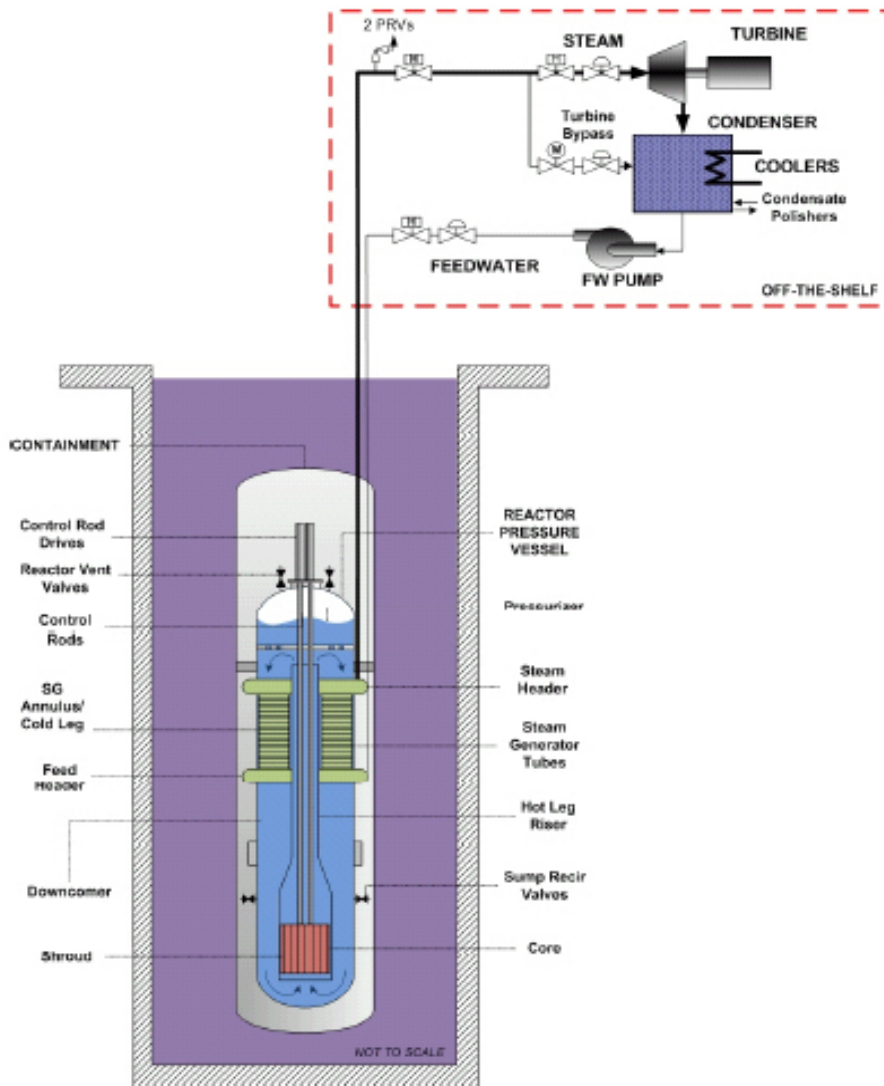 2 PRVs
STEAM
TURBINE
Turbine
Bypass
M
CONDENSER
COOLERS
Condensate
Polishers
FEEDWATER
FW PUMP
OFF-THE-SHELF
CONTAINMENT
Control Rod
Drives
Reactor Vent
Valves
Control
Rods
SG
Annulus/
Cold Leg
Feed
Header
Downcomer
Shroud
REACTOR
PRESSURE
VESSEL
Pressurizer
Steam
Header
Steam
Generator
Tubes
Hot Leg
Riser
Sump Recir
Valves
Core
NOT TO SCALE